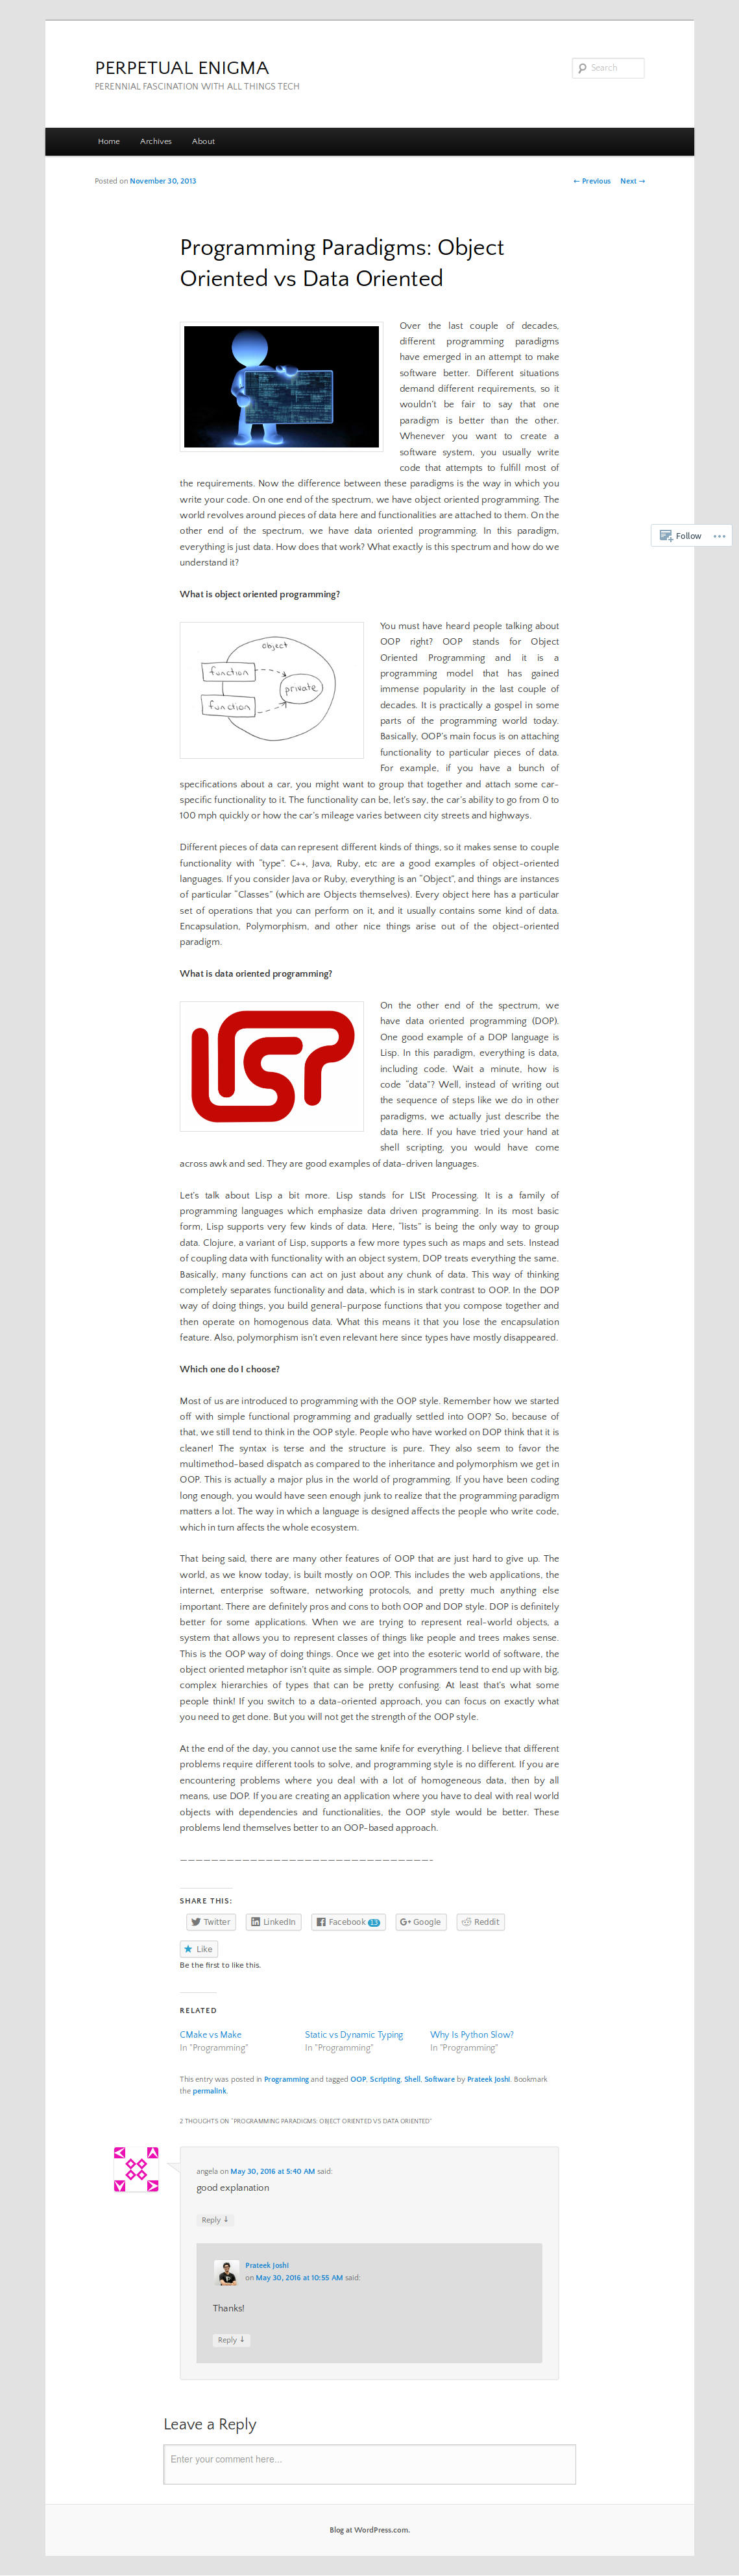 PERPETUAL ENIGMA
PERENNIAL FASCINATION WITH ALL THINGS TECH
Search
Home Archives About
Posted on November 30, 2013
← Previous Next →
Programming Paradigms: Object
Oriented vs Data Oriented
Over the last couple of decades,
different programming paradigms
have emerged in an attempt to make
software better. Different situations
demand different requirements, so it
wouldn't be fair to say that one
paradigm is better than the other.
Whenever you want to create a
software system, you usually write
code that attempts to fulfill most of
the requirements. Now the difference between these paradigms is the way in which you
write your code. On one end of the spectrum, we have object oriented programming. The
world revolves around pieces of data here and functionalities are attached to them. On the
other end of the spectrum, we have data oriented programming. In this paradigm,
everything is just data. How does that work? What exactly is this spectrum and how do we
understand it?
Follow
What is object oriented programming?
object
function
private
function
You must have heard people talking about
OOP right? OOP stands for Object
Oriented Programming and it is a
programming model that has gained
immense popularity in the last couple of
decades. It is practically a gospel in some
parts of the programming world today.
Basically, OOP's main focus is on attaching
functionality to particular pieces of data.
For example, if you have a bunch of
specifications about a car, you might want to group that together and attach some car-
specific functionality to it. The functionality can be, let's say, the car's ability to go from 0 to
100 mph quickly or how the car's mileage varies between city streets and highways.
Different pieces of data can represent different kinds of things, so it makes sense to couple
functionality with "type". C++, Java, Ruby, etc are a good examples of object-oriented
languages. If you consider Java or Ruby, everything is an "Object", and things are instances
of particular "Classes" (which are Objects themselves). Every object here has a particular
set of operations that you can perform on it, and it usually contains some kind of data.
Encapsulation, Polymorphism, and other nice things arise out of the object-oriented
paradigm.
What is data oriented programming?
LISP
On the other end of the spectrum, we
have data oriented programming (DOP).
One good example of a DOP language is
Lisp. In this paradigm, everything is data,
including code. Wait a minute, how is
code "data"? Well, instead of writing out
the sequence of steps like we do in other
paradigms, we actually just describe the
data here. If you have tried your hand at
shell scripting, you would have come
across awk and sed. They are good examples of data-driven languages.
Let's talk about Lisp a bit more. Lisp stands for LISt Processing. It is a family of
programming languages which emphasize data driven programming. In its most basic
form, Lisp supports very few kinds of data. Here, "lists" is being the only way to group
data. Clojure, a variant of Lisp, supports a few more types such as maps and sets. Instead
of coupling data with functionality with an object system, DOP treats everything the same.
Basically, many functions can act on just about any chunk of data. This way of thinking
completely separates functionality and data, which is in stark contrast to OOP. In the DOP
way of doing things, you build general-purpose functions that you compose together and
then operate on homogenous data. What this means it that you lose the encapsulation
feature. Also, polymorphism isn't even relevant here since types have mostly disappeared.
Which one do I choose?
Most of us are introduced to programming with the OOP style. Remember how we started
off with simple functional programming and gradually settled into OOP? So, because of
that, we still tend to think in the OOP style. People who have worked on DOP think that it is
cleaner! The syntax is terse and the structure is pure. They also seem to favor the
multimethod-based dispatch as compared to the inheritance and polymorphism we get in
OOP. This is actually a major plus in the world of programming. If you have been coding
long enough, you would have seen enough junk to realize that the programming paradigm
matters a lot. The way in which a language is designed affects the people who write code,
which in turn affects the whole ecosystem.
That being said, there are many other features of OOP that are just hard to give up. The
world, as we know today, is built mostly on OOP. This includes the web applications, the
internet, enterprise software, networking protocols, and pretty much anything else
important. There are definitely pros and cons to both OOP and DOP style. DOP is definitely
better for some applications. When we are trying to represent real-world objects, a
system that allows you to represent classes of things like people and trees makes sense.
This is the OOP way of doing things. Once we get into the esoteric world of software, the
object oriented metaphor isn't quite as simple. OOP programmers tend to end up with big,
complex hierarchies of types that can be pretty confusing. At least that's what some
people think! If you switch to a data-oriented approach, you can focus on exactly what
you need to get done. But you will not get the strength of the OOP style.
At the end of the day, you cannot use the same knife for everything. I believe that different
problems require different tools to solve, and programming style is no different. If you are
encountering problems where you deal with a lot of homogeneous data, then by all
means, use DOP. If you are creating an application where you have to deal with real world
objects with dependencies and functionalities, the OOP style would be better. These
problems lend themselves better to an OOP-based approach.
————————————————————————————————-
SHARE THIS:
Twitter LinkedIn Facebook 13 Google Reddit
Like
Be the first to like this.
RELATED
CMake vs Make Static vs Dynamic Typing Why Is Python Slow?
In "Programming" In "Programming" In "Programming"
This entry was posted in Programming and tagged OOP, Scripting, Shell, Software by Prateek Joshi. Bookmark
the permalink.
2 THOUGHTS ON "PROGRAMMING PARADIGMS: OBJECT ORIENTED VS DATA ORIENTED"
angela on May 30, 2016 at 5:40 AM said:
good explanation
Reply ↓
Prateek Joshi
on May 30, 2016 at 10:55 AM said:
Thanks!
Reply ↓
Leave a Reply
Enter your comment here...
Blog at WordPress.com.